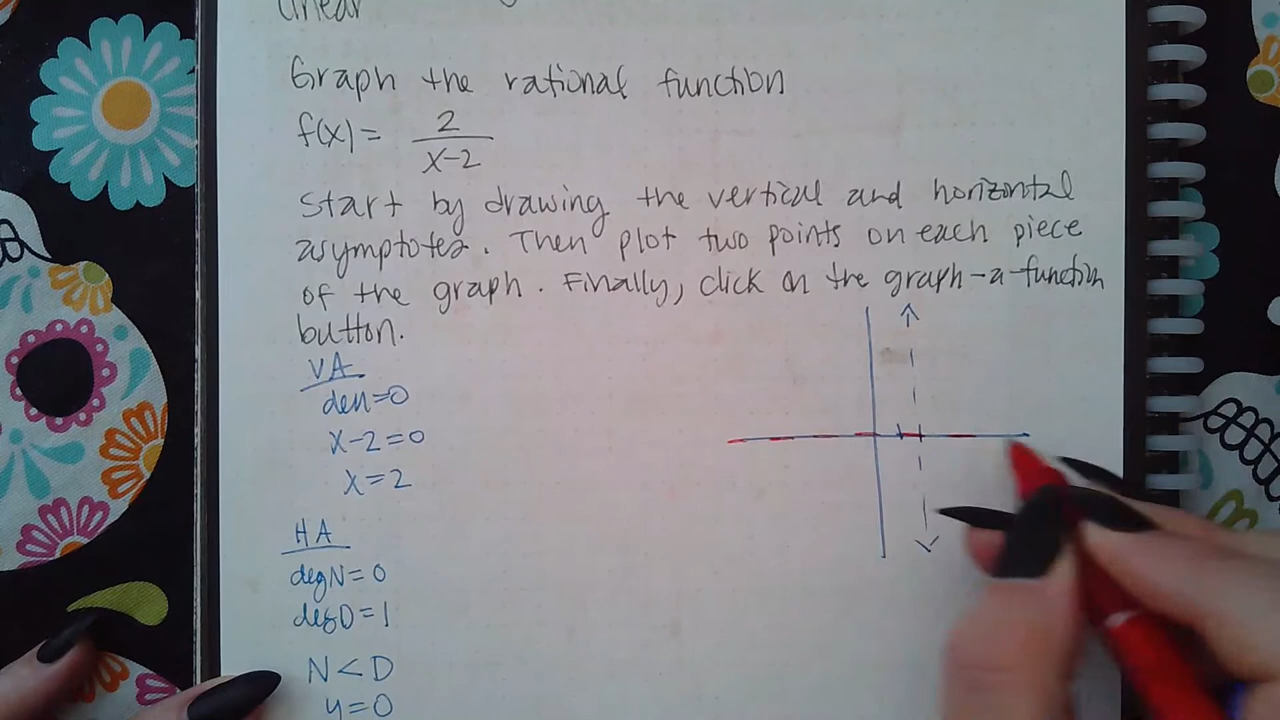 linear
Graph the rational function
f(x) = 2/(x-2)
Start by drawing the vertical and horizontal
asymptotes. Then plot two points on each piece
of the graph. Finally, click on the graph-a-function
button.
VA
den=0
x-2=0
x=2
HA
degN=0
degD=1
N<D
y=0